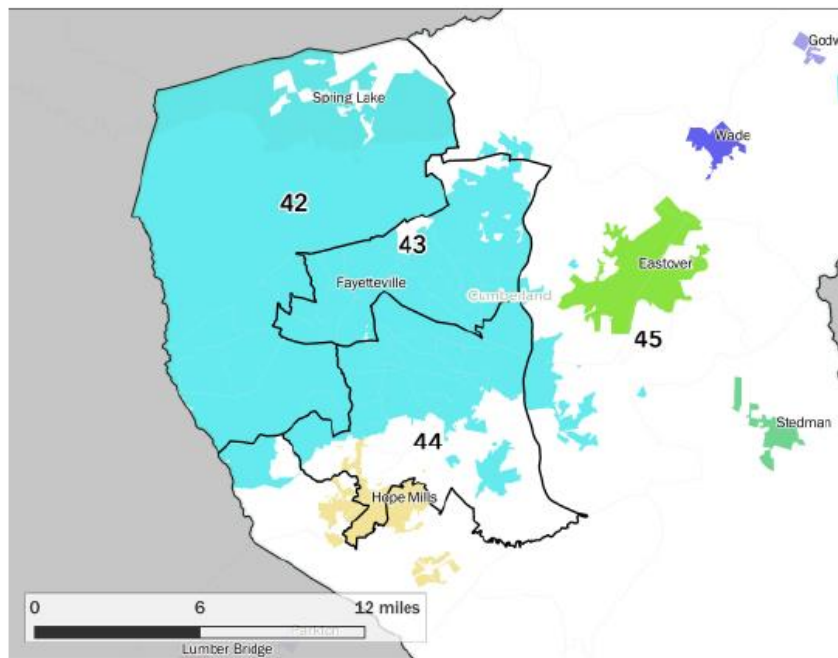 Godw
Spring Lake
Wade
42
43
Eastover
Fayetteville
Cumberland
45
Stedman
44
Hope Mills
0 6 12 miles
Parkton
Lumber Bridge